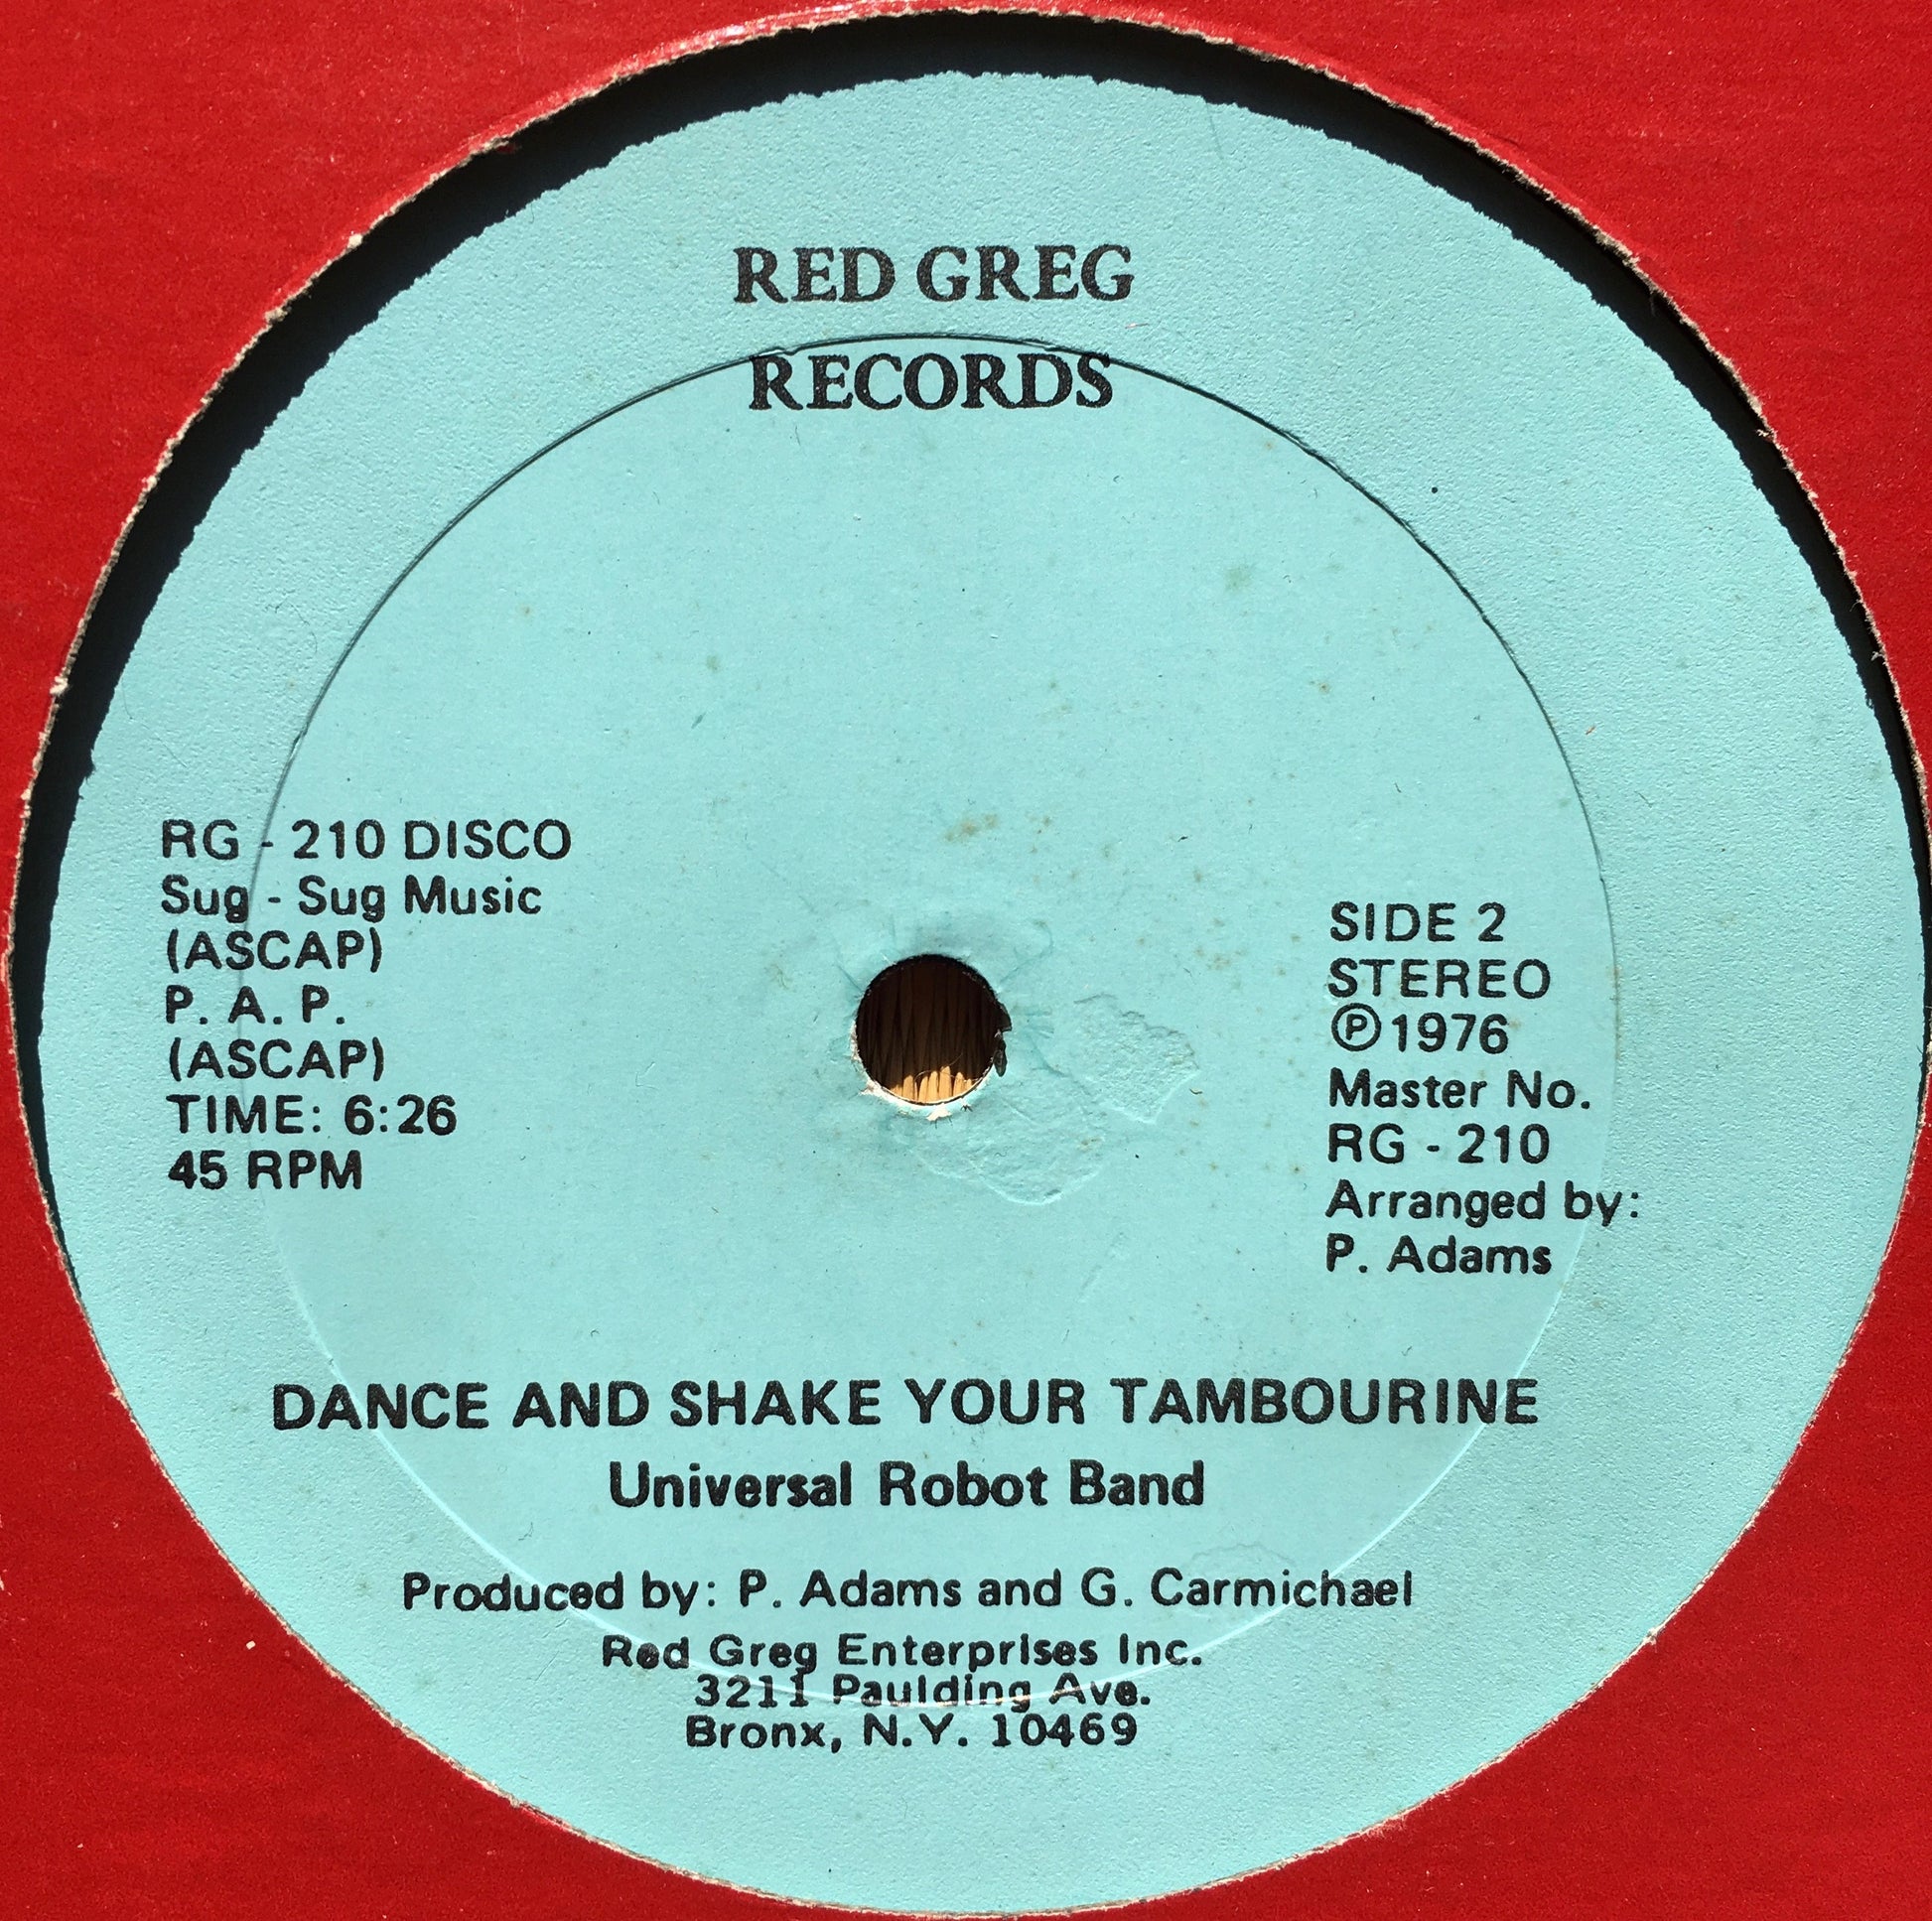 RED GREG
RECORDS
RG - 210 DISCO
Sug - Sug Music
(ASCAP)
P. A. P.
(ASCAP)
TIME: 6:26
45 RPM
SIDE 2
STEREO
℗1976
Master No.
RG - 210
Arranged by:
P. Adams
DANCE AND SHAKE YOUR TAMBOURINE
Universal Robot Band
Produced by: P. Adams and G. Carmichael
Red Greg Enterprises Inc.
3211 Paulding Ave.
Bronx, N.Y. 10469